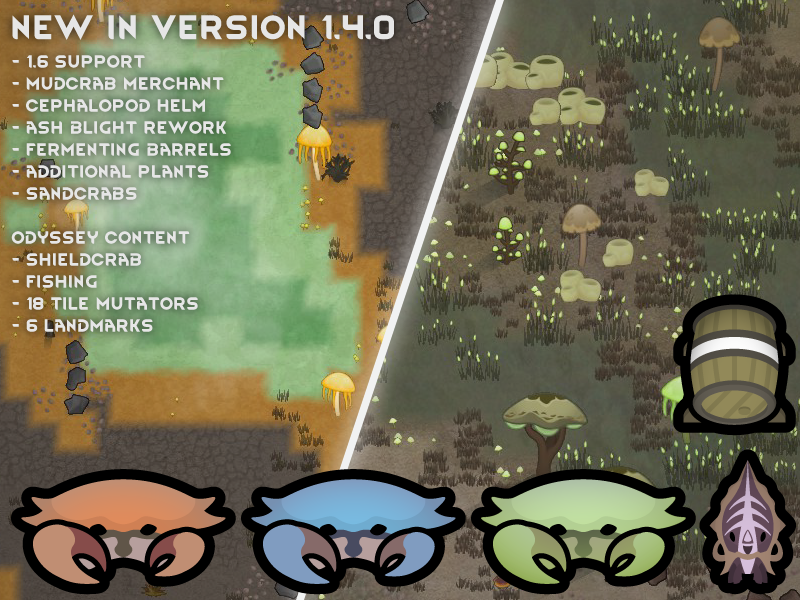 NEW IN VERSION 1.4.0
- 1.6 SUPPORT
- MUDCRAB MERCHANT
- CEPHALOPOD HELM
- ASH BLIGHT REWORK
- FERMENTING BARRELS
- ADDITIONAL PLANTS
- SANDCRABS
ODYSSEY CONTENT
- SHIELDCRAB
- FISHING
- 18 TILE MUTATORS
- 6 LANDMARKS